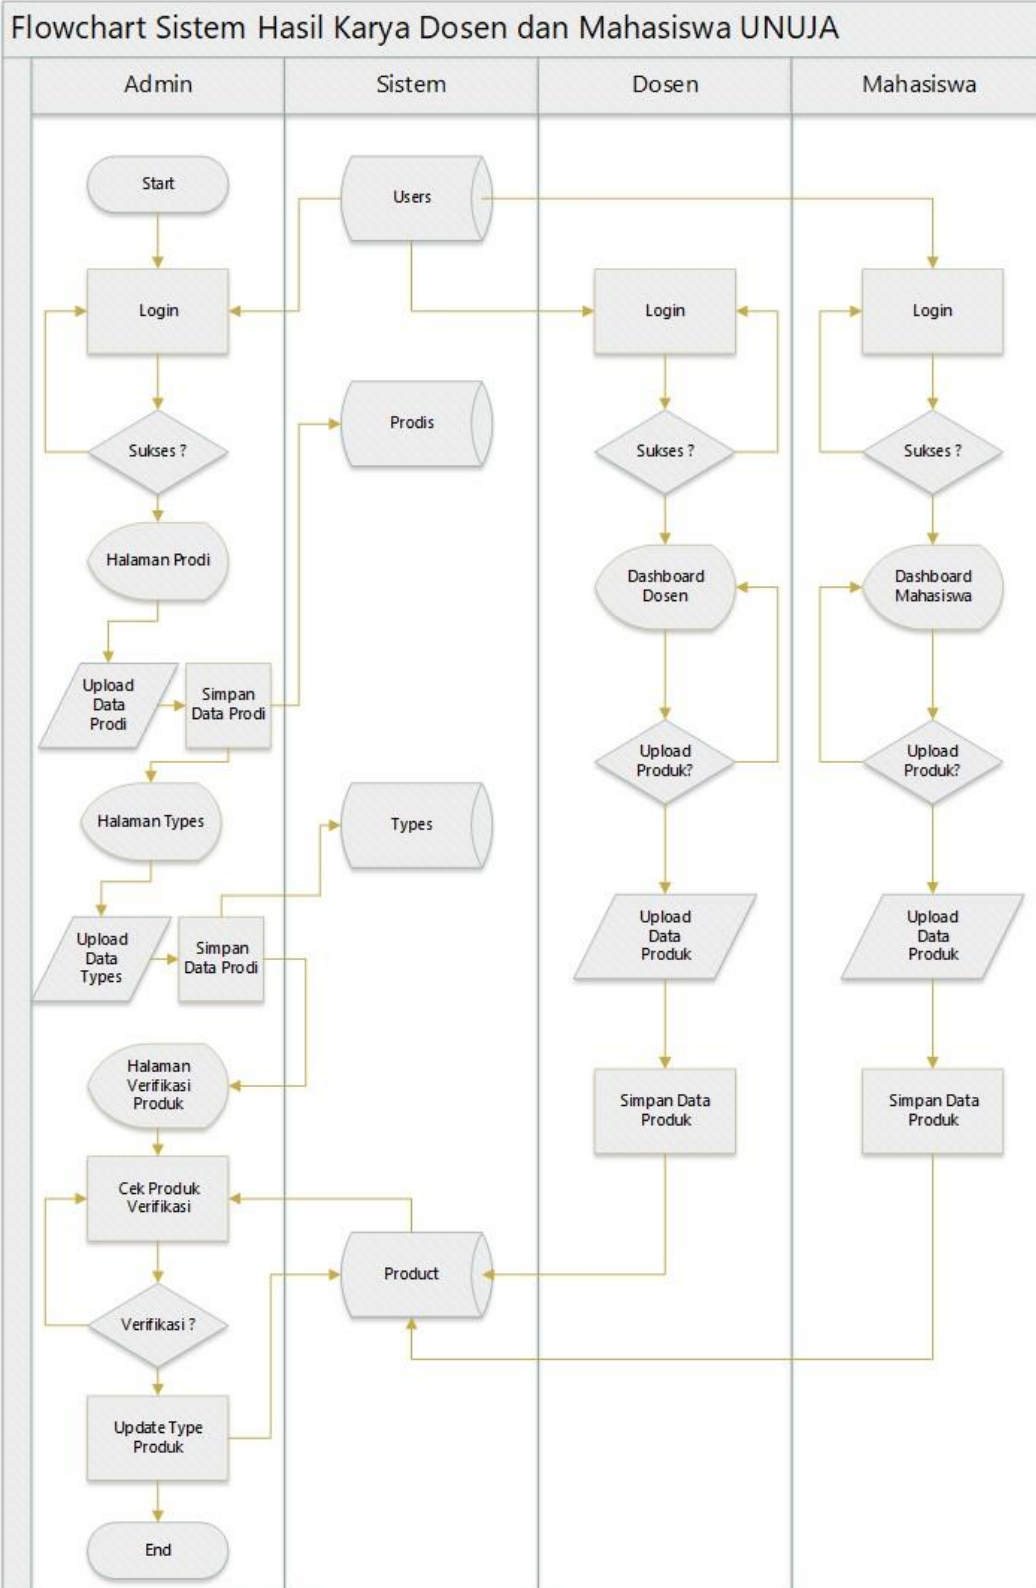 Flowchart Sistem Hasil Karya Dosen dan Mahasiswa UNUJA
Admin
Sistem
Dosen
Mahasiswa
Start
Users
Login
Login
Login
Prodis
Sukses ?
Sukses ?
Sukses ?
Halaman Prodi
Dashboard
Dosen
Dashboard
Mahasiswa
Upload
Data
Prodi
Simpan
Data Prodi
Upload
Produk?
Upload
Produk?
Halaman Types
Types
Upload
Data
Types
Simpan
Data Prodi
Upload
Data
Produk
Upload
Data
Produk
Halaman
Verifikasi
Produk
Simpan Data
Produk
Simpan Data
Produk
Cek Produk
Verifikasi
Product
Verifikasi ?
Update Type
Produk
End